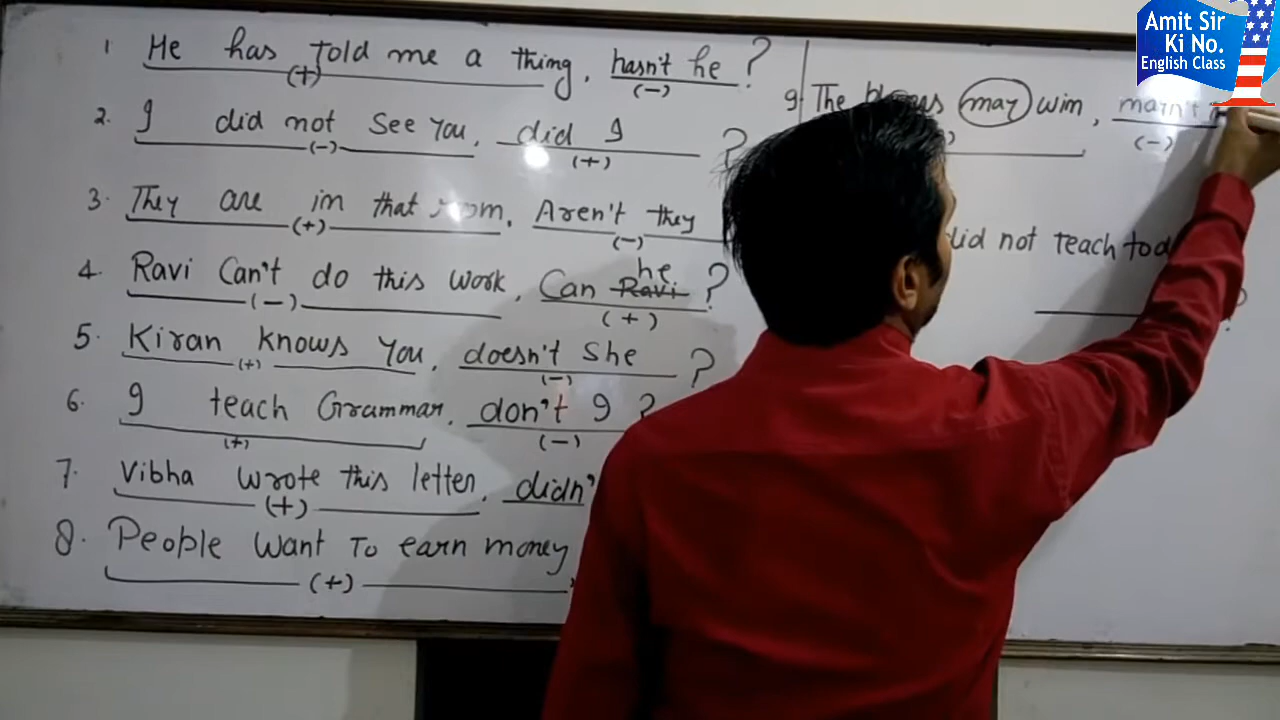 Amit Sir
Ki No.
English Class
1 He has Told me a thing, hasn't he ?
(+) (-)
2. I did not see you, did I ?
(-) (+)
3. They are in that room, Aren't they
(+) (-)
4. Ravi Can't do this work, Can Ravi he ?
(-) (+)
5. Kiran knows you, doesn't she ?
(+) (-)
6. I teach Grammar, don't I ?
(+) (-)
7. Vibha wrote this letter, didn'
(+)
8. People want To earn money
(+)
9. The may win, mayn't
(-)
did not teach
?